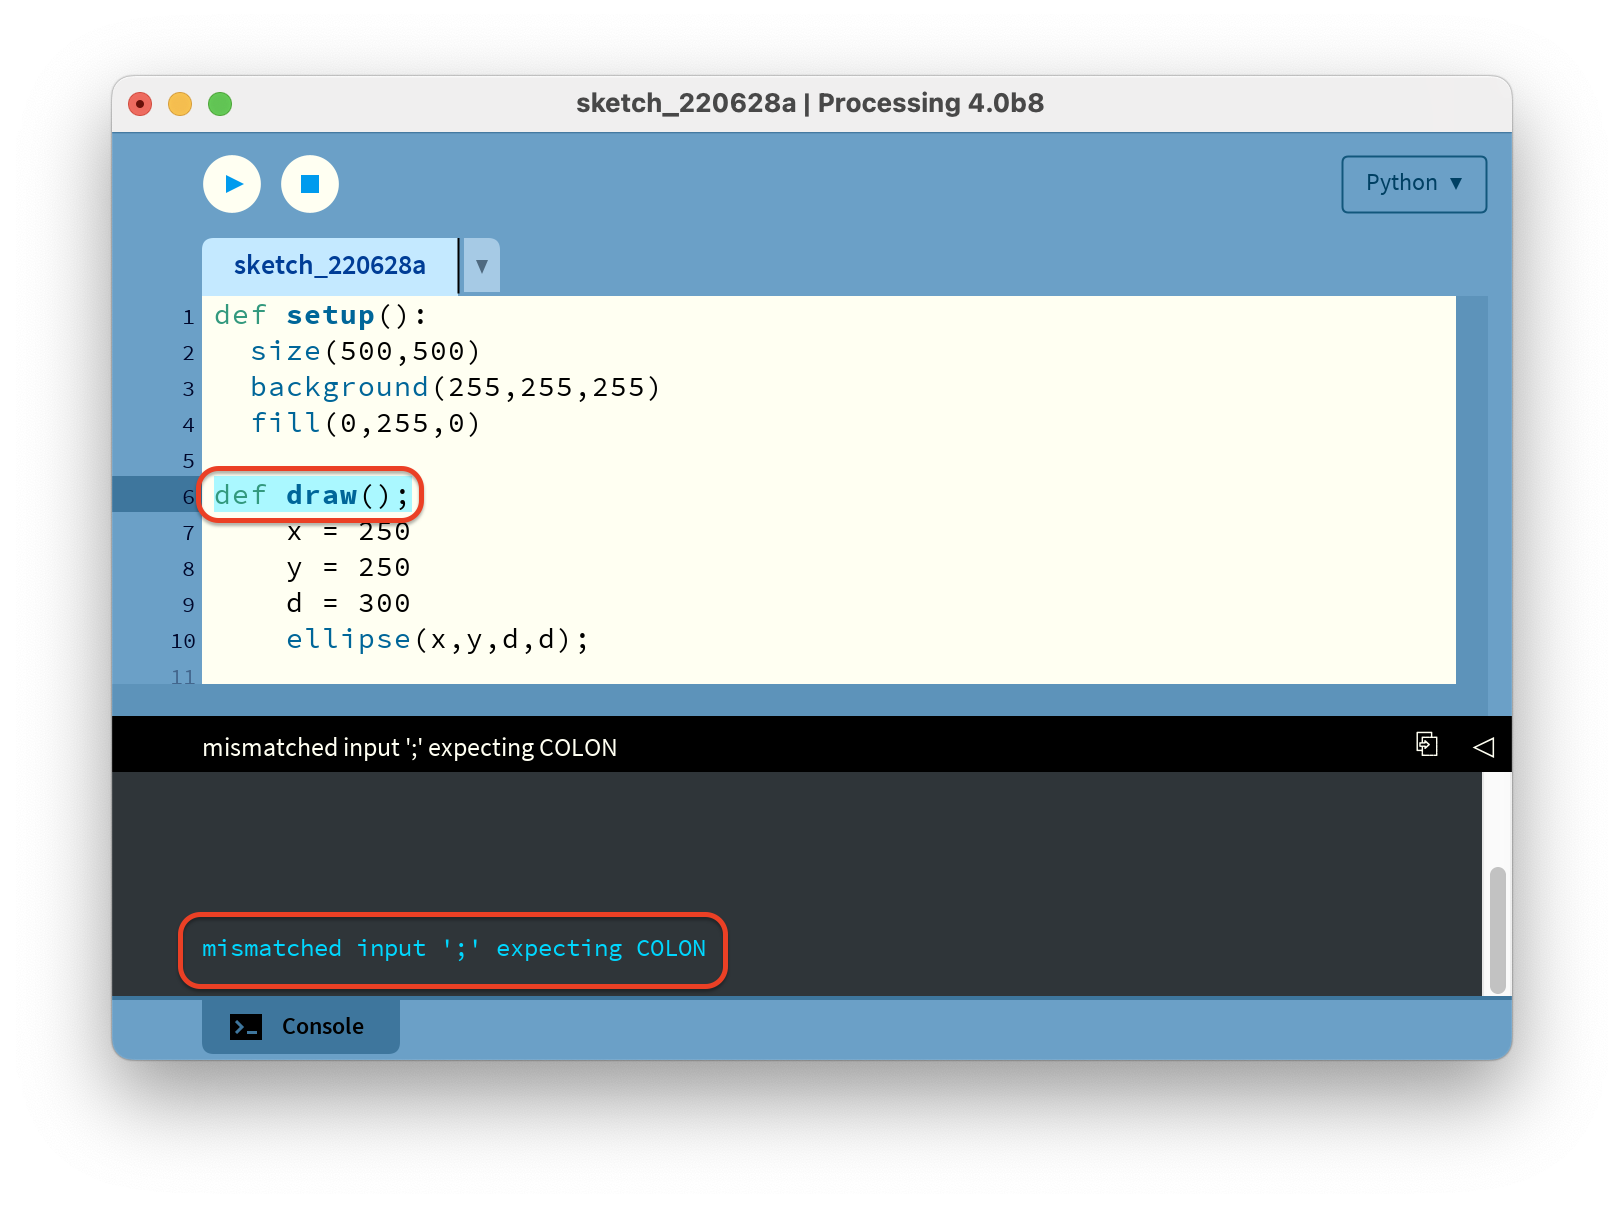 sketch_220628a | Processing 4.0b8
Python ▼
sketch_220628a ▼
1 def setup():
2   size(500,500)
3   background(255,255,255)
4   fill(0,255,0)
5
6 def draw();
7     x = 250
8     y = 250
9     d = 300
10     ellipse(x,y,d,d);
11
mismatched input ';' expecting COLON
mismatched input ';' expecting COLON
Console